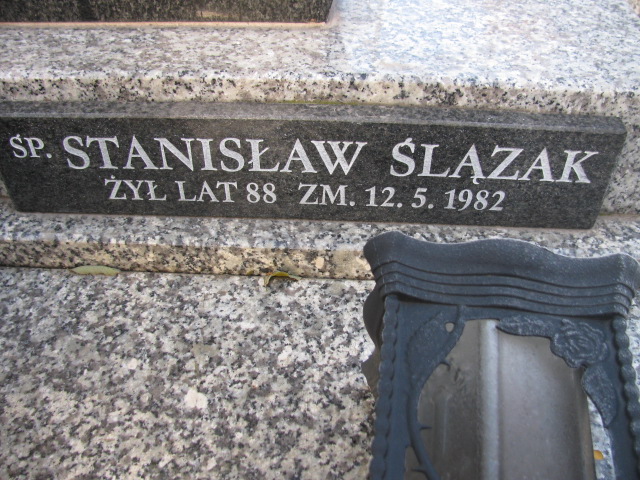 ŚP. STANISŁAW ŚLĄZAK
ŻYŁ LAT 88 ZM. 12. 5. 1982